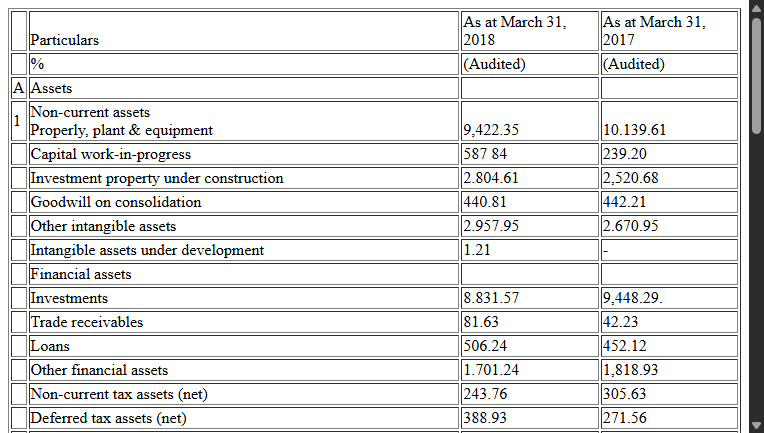 Particulars As at March 31, 2018 As at March 31, 2017
% (Audited) (Audited)
A Assets
1 Non-current assets
Properly, plant & equipment 9,422.35 10.139.61
Capital work-in-progress 587 84 239.20
Investment property under construction 2.804.61 2,520.68
Goodwill on consolidation 440.81 442.21
Other intangible assets 2.957.95 2.670.95
Intangible assets under development 1.21 -
Financial assets
Investments 8.831.57 9,448.29.
Trade receivables 81.63 42.23
Loans 506.24 452.12
Other financial assets 1.701.24 1,818.93
Non-current tax assets (net) 243.76 305.63
Deferred tax assets (net) 388.93 271.56